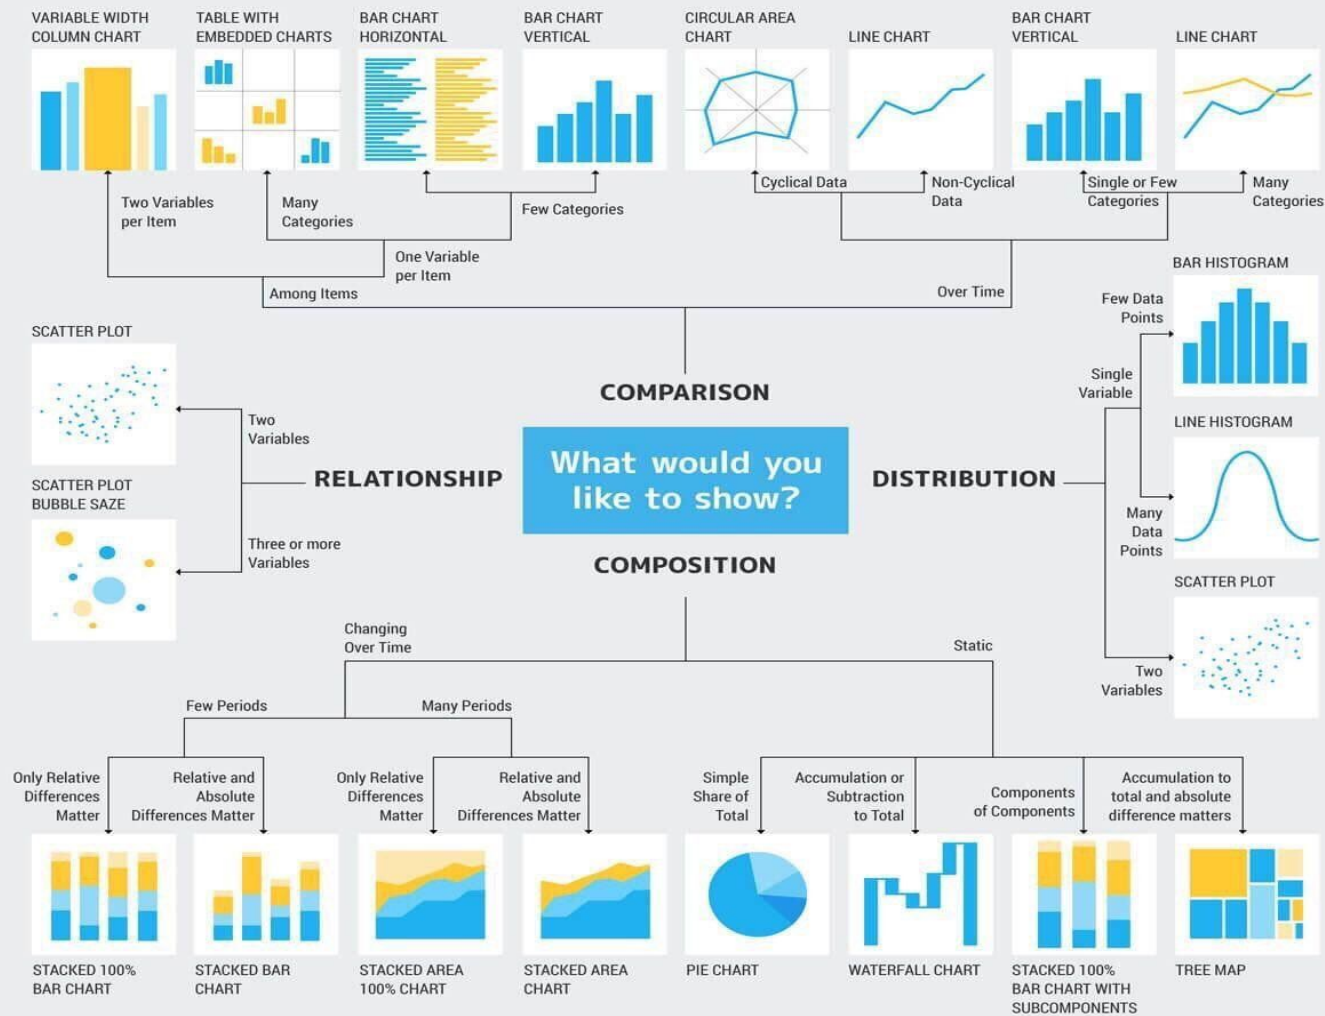 VARIABLE WIDTH
COLUMN CHART
TABLE WITH
EMBEDDED CHARTS
BAR CHART
HORIZONTAL
BAR CHART
VERTICAL
CIRCULAR AREA
CHART
LINE CHART
BAR CHART
VERTICAL
LINE CHART
Two Variables
per Item
Many
Categories
Few Categories
Cyclical Data
Non-Cyclical
Data
Single or Few
Categories
Many
Categories
One Variable
per Item
Among Items
Over Time
COMPARISON
What would you
like to show?
RELATIONSHIP
SCATTER PLOT
Two
Variables
SCATTER PLOT
BUBBLE SAZE
Three or more
Variables
DISTRIBUTION
BAR HISTOGRAM
Few Data
Points
Single
Variable
LINE HISTOGRAM
Many
Data
Points
SCATTER PLOT
Two
Variables
COMPOSITION
Changing
Over Time
Static
Few Periods
Many Periods
Only Relative
Differences
Matter
Relative and
Absolute
Differences Matter
Only Relative
Differences
Matter
Relative and
Absolute
Differences Matter
Simple
Share of
Total
Accumulation or
Subtraction
to Total
Components
of Components
Accumulation to
total and absolute
difference matters
STACKED 100%
BAR CHART
STACKED BAR
CHART
STACKED AREA
100% CHART
STACKED AREA
CHART
PIE CHART
WATERFALL CHART
STACKED 100%
BAR CHART WITH
SUBCOMPONENTS
TREE MAP